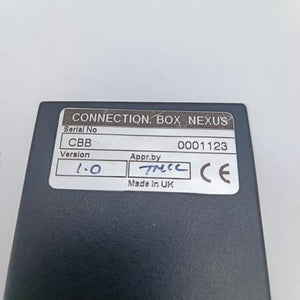 CONNECTION. BOX NEXUS
Serial No
CBB 0001123
Version Appr.by
1.0 TMCC
Made in UK CE